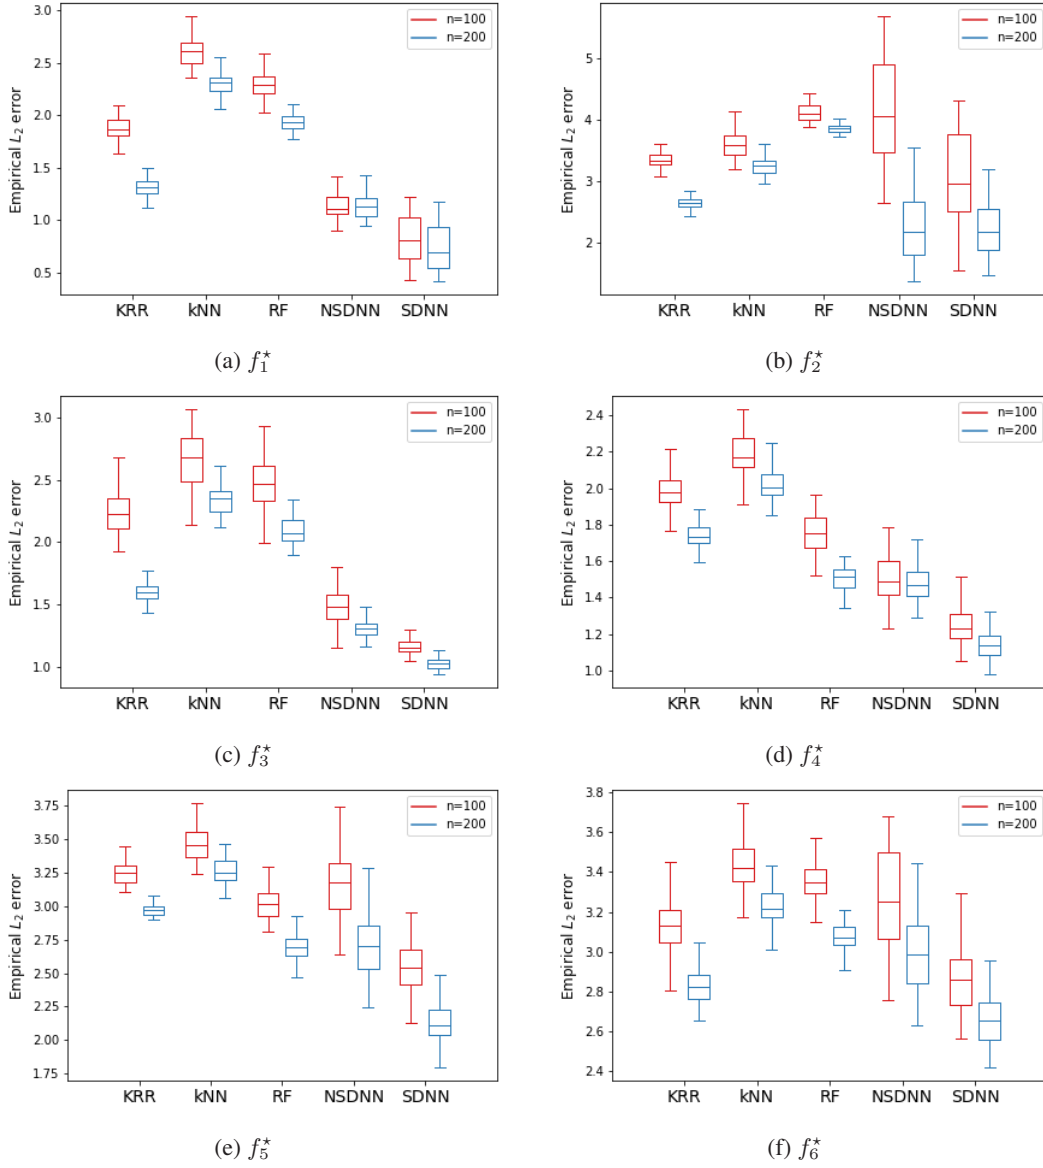 3.0
2.5
2.0
1.5
1.0
0.5
Empirical L₂ error
n=100
n=200
KRR kNN RF NSDNN SDNN
(a) f₁*
5
4
3
2
Empirical L₂ error
n=100
n=200
KRR kNN RF NSDNN SDNN
(b) f₂*
3.0
2.5
2.0
1.5
1.0
Empirical L₂ error
n=100
n=200
KRR kNN RF NSDNN SDNN
(c) f₃*
2.4
2.2
2.0
1.8
1.6
1.4
1.2
1.0
Empirical L₂ error
n=100
n=200
KRR kNN RF NSDNN SDNN
(d) f₄*
3.75
3.50
3.25
3.00
2.75
2.50
2.25
2.00
1.75
Empirical L₂ error
n=100
n=200
KRR kNN RF NSDNN SDNN
(e) f₅*
3.8
3.6
3.4
3.2
3.0
2.8
2.6
2.4
Empirical L₂ error
n=100
n=200
KRR kNN RF NSDNN SDNN
(f) f₆*